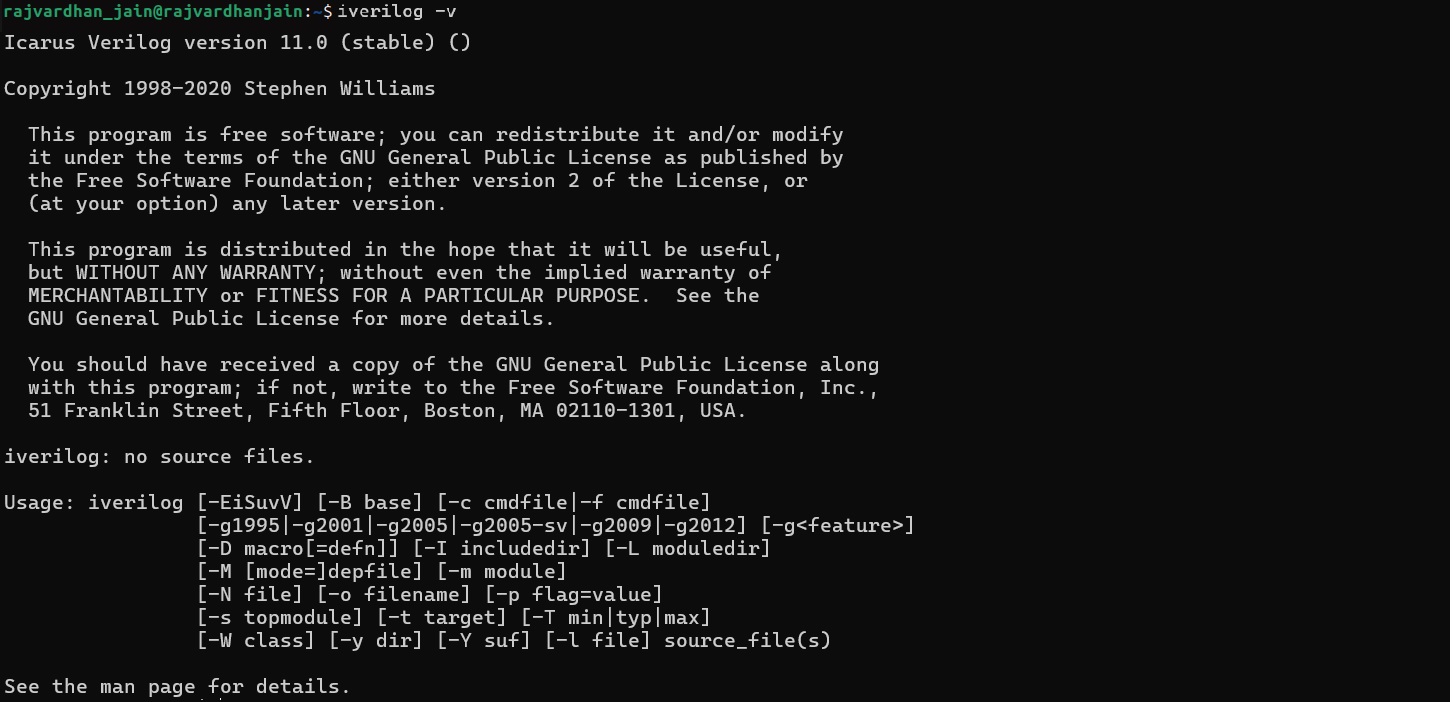 rajvardhan_jain@rajvardhanjain:~$ iverilog -v
Icarus Verilog version 11.0 (stable) ()

Copyright 1998-2020 Stephen Williams

  This program is free software; you can redistribute it and/or modify
  it under the terms of the GNU General Public License as published by
  the Free Software Foundation; either version 2 of the License, or
  (at your option) any later version.

  This program is distributed in the hope that it will be useful,
  but WITHOUT ANY WARRANTY; without even the implied warranty of
  MERCHANTABILITY or FITNESS FOR A PARTICULAR PURPOSE.  See the
  GNU General Public License for more details.

  You should have received a copy of the GNU General Public License along
  with this program; if not, write to the Free Software Foundation, Inc.,
  51 Franklin Street, Fifth Floor, Boston, MA 02110-1301, USA.

iverilog: no source files.

Usage: iverilog [-EiSuvV] [-B base] [-c cmdfile|-f cmdfile]
                [-g1995|-g2001|-g2005|-g2005-sv|-g2009|-g2012] [-g<feature>]
                [-D macro[=defn]] [-I includedir] [-L moduledir]
                [-M [mode=]depfile] [-m module]
                [-N file] [-o filename] [-p flag=value]
                [-s topmodule] [-t target] [-T min|typ|max]
                [-W class] [-y dir] [-Y suf] [-l file] source_file(s)

See the man page for details.